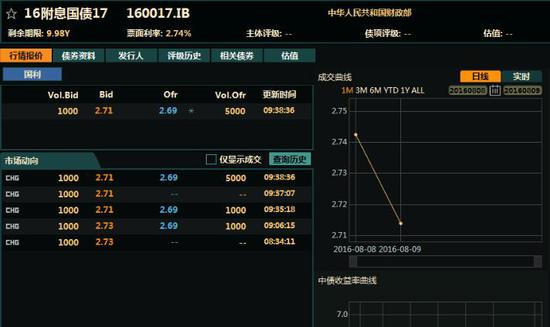 ☆ 16附息国债17 160017.IB 中华人民共和国财政部
剩余期限: 9.98Y 票面利率: 2.74% 主体评级: -- 债项评级: -- 估值: --
行情报价 债券资料 发行人 评级历史 相关债券 估值
国利
Vol.Bid Bid Ofr Vol.Ofr 更新时间
1000 2.71 2.69 * 5000 09:38:36
市场动向 仅显示成交 查询历史
CHG 1000 2.71 2.69 5000 09:38:36
CHG 1000 2.71 -- -- 09:37:07
CHG 1000 2.71 2.69 1000 09:35:18
CHG 1000 2.73 2.69 1000 09:06:15
CHG 1000 2.73 -- -- 08:34:11
成交曲线 日线 实时
1M 3M 6M YTD 1Y ALL 20160808 20160809
2.75
2.74
2.73
2.72
2.71
2016-08-08 2016-08-09
中债收益率曲线
7.0